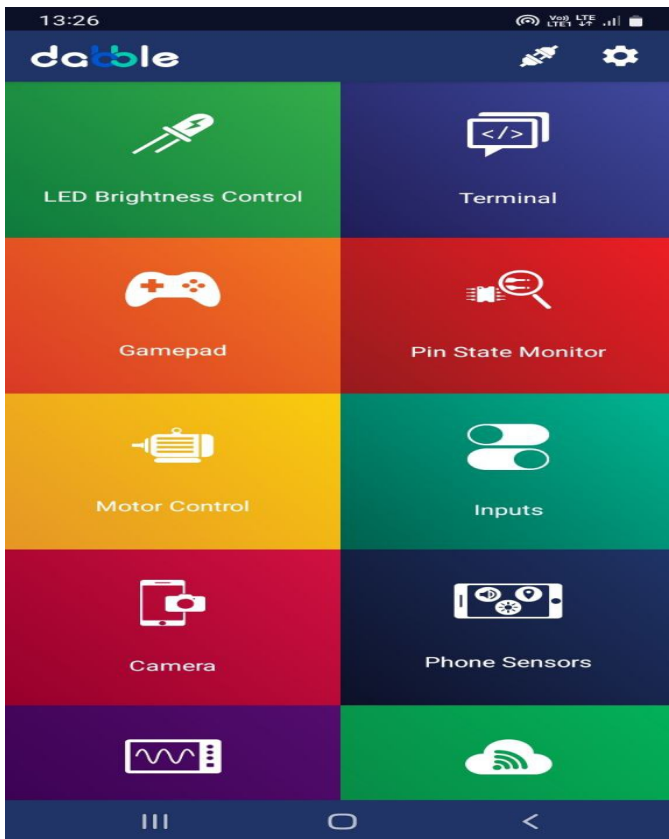 13:26
Vo)) LTE
LTE1
dabble
LED Brightness Control
</>
Terminal
Gamepad
Pin State Monitor
Motor Control
Inputs
Camera
Phone Sensors